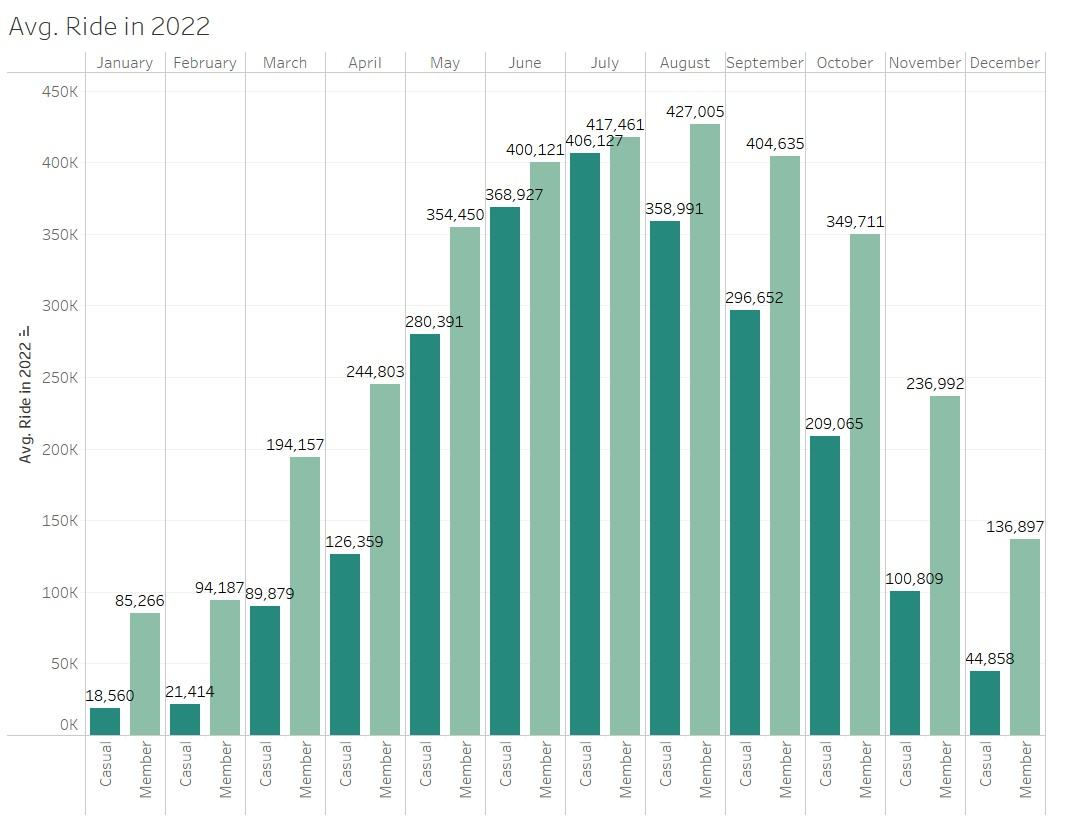 Avg. Ride in 2022
January February March April May June July August September October November December
450K
400K
350K
300K
250K
200K
150K
100K
50K
0K
Avg. Ride in 2022
18,560 85,266 21,414 94,187 89,879 194,157 126,359 244,803 280,391 354,450 368,927 400,121 406,127 417,461 358,991 427,005 296,652 404,635 209,065 349,711 100,809 236,992 44,858 136,897
Casual Member Casual Member Casual Member Casual Member Casual Member Casual Member Casual Member Casual Member Casual Member Casual Member Casual Member Casual Member